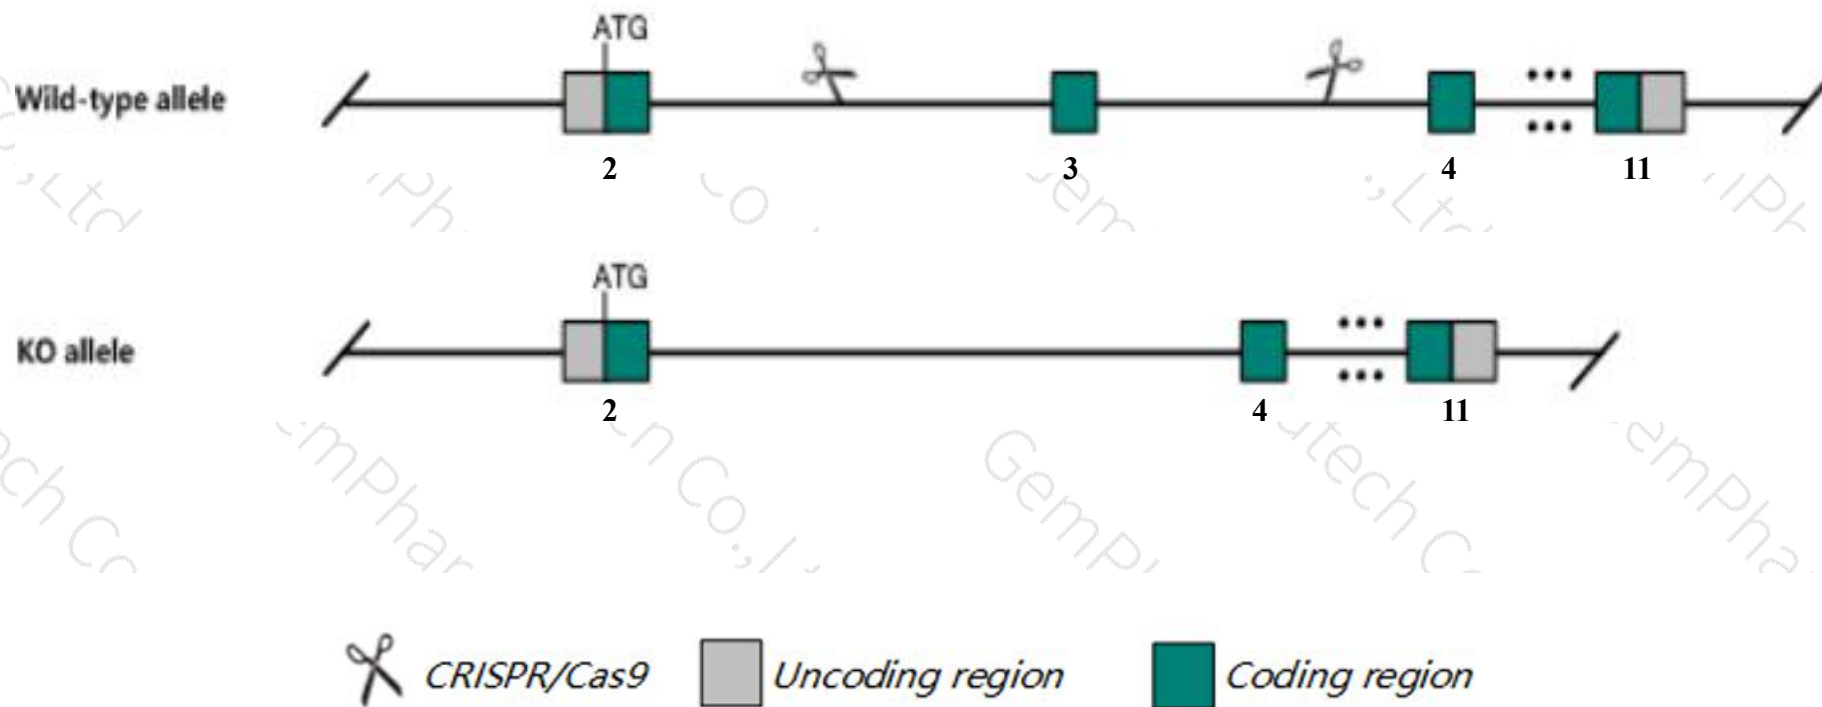 ATG
Wild-type allele
2 3 4 11
ATG
KO allele
2 4 11
CRISPR/Cas9 Uncoding region Coding region